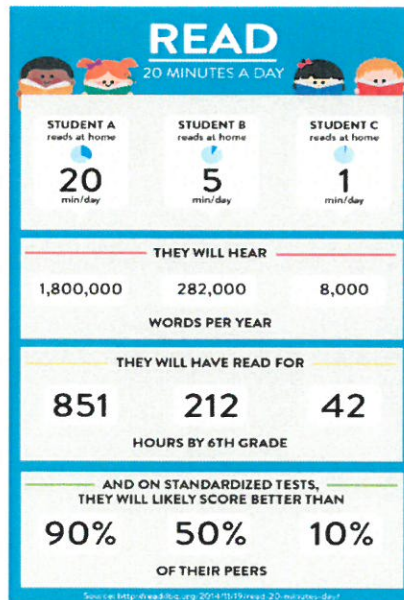 READ
20 MINUTES A DAY
STUDENT A STUDENT B STUDENT C
reads at home reads at home reads at home
20 5 1
min/day min/day min/day
THEY WILL HEAR
1,800,000 282,000 8,000
WORDS PER YEAR
THEY WILL HAVE READ FOR
851 212 42
HOURS BY 6TH GRADE
AND ON STANDARDIZED TESTS,
THEY WILL LIKELY SCORE BETTER THAN
90% 50% 10%
OF THEIR PEERS
Source: